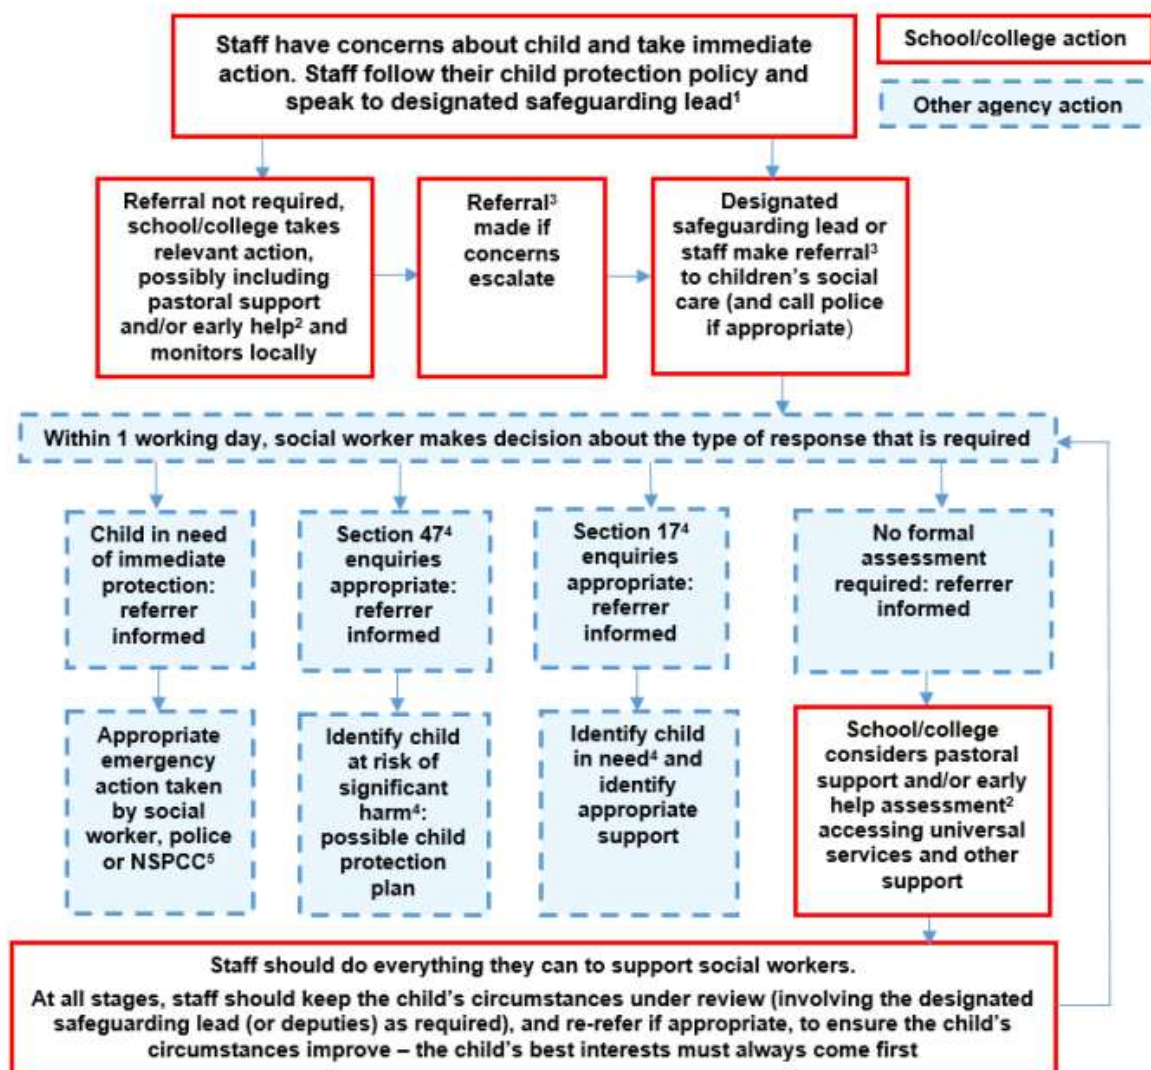 Staff have concerns about child and take immediate
action. Staff follow their child protection policy and
speak to designated safeguarding lead¹
School/college action
Other agency action
Referral not required,
school/college takes
relevant action,
possibly including
pastoral support
and/or early help² and
monitors locally
Referral³
made if
concerns
escalate
Designated
safeguarding lead or
staff make referral³
to children’s social
care (and call police
if appropriate)
Within 1 working day, social worker makes decision about the type of response that is required
Child in need
of immediate
protection:
referrer
informed
Section 47⁴
enquiries
appropriate:
referrer
informed
Section 17⁴
enquiries
appropriate:
referrer
informed
No formal
assessment
required: referrer
informed
Appropriate
emergency
action taken
by social
worker, police
or NSPCC⁵
Identify child
at risk of
significant
harm⁴:
possible child
protection
plan
Identify child
in need⁴ and
identify
appropriate
support
School/college
considers pastoral
support and/or early
help assessment²
accessing universal
services and other
support
Staff should do everything they can to support social workers.
At all stages, staff should keep the child’s circumstances under review (involving the designated
safeguarding lead (or deputies) as required), and re-refer if appropriate, to ensure the child’s
circumstances improve – the child’s best interests must always come first